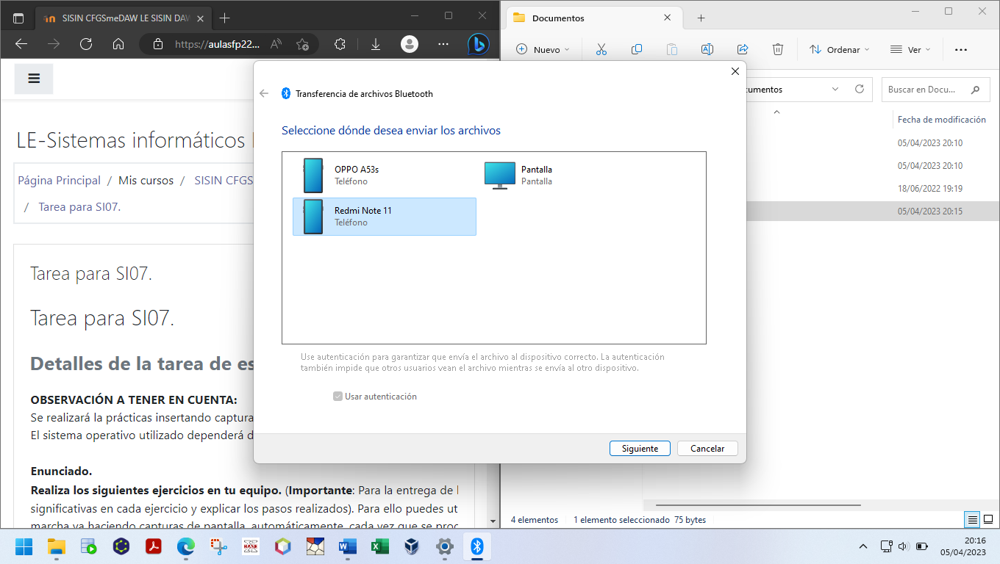 SISIN CFGSmeDAW LE SISIN DAW
https://aulasfp22...
LE-Sistemas informáticos
Página Principal / Mis cursos / SISIN CFGS
/ Tarea para SI07.
Tarea para SI07.
Tarea para SI07.
Detalles de la tarea de es
OBSERVACIÓN A TENER EN CUENTA:
Se realizará la prácticas insertando captura
El sistema operativo utilizado dependerá d
Enunciado.
Realiza los siguientes ejercicios en tu equipo. (Importante: Para la entrega de
significativas en cada ejercicio y explicar los pasos realizados). Para ello puedes ut
marcha va haciendo capturas de pantalla, automáticamente, cada vez que se proc
Documentos
Nuevo
Ordenar
Ver
cumentos
Buscar en Docu...
Fecha de modificación
05/04/2023 20:10
05/04/2023 20:10
18/06/2022 19:19
05/04/2023 20:15
4 elementos
1 elemento seleccionado 75 bytes
Transferencia de archivos Bluetooth
Seleccione dónde desea enviar los archivos
OPPO A53s
Teléfono
Pantalla
Pantalla
Redmi Note 11
Teléfono
Use autenticación para garantizar que envía el archivo al dispositivo correcto. La autenticación
también impide que otros usuarios vean el archivo mientras se envía al otro dispositivo.
Usar autenticación
Siguiente
Cancelar
20:16
05/04/2023